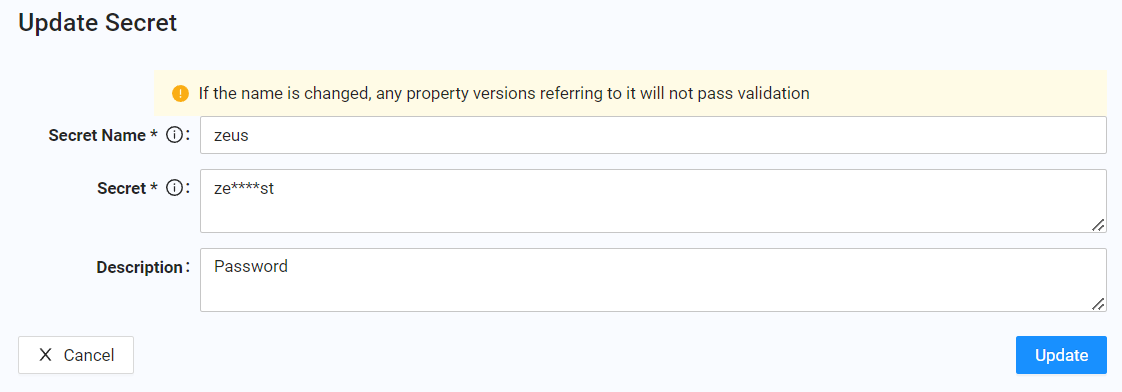 Update Secret
If the name is changed, any property versions referring to it will not pass validation
Secret Name * : zeus
Secret * : ze****st
Description : Password
Cancel
Update